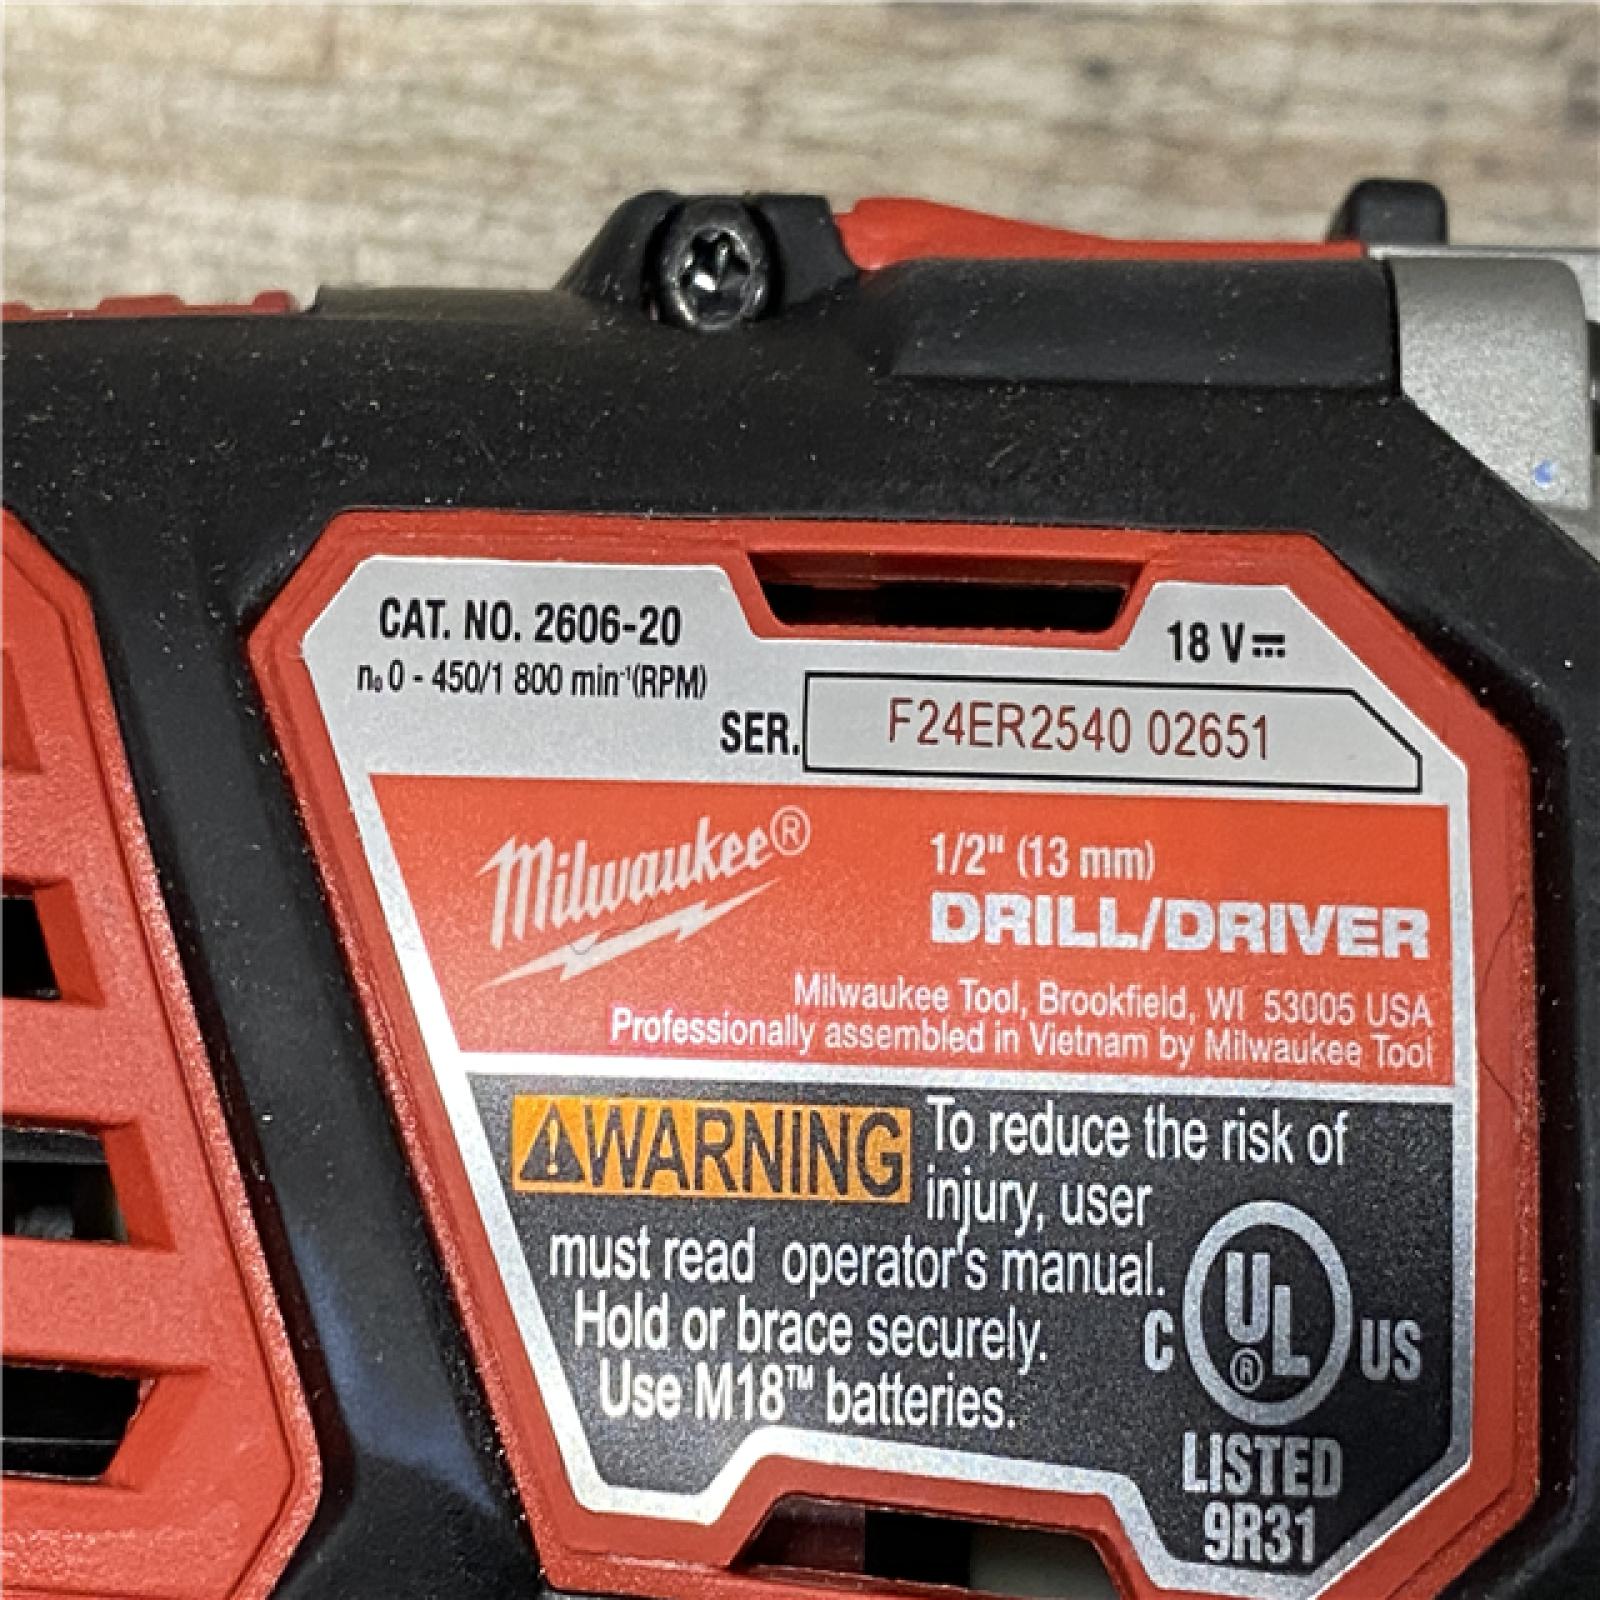 CAT. NO. 2606-20
18 V⎓
n₀ 0 - 450/1 800 min⁻¹(RPM)
SER. F24ER2540 02651
Milwaukee®
1/2" (13 mm)
DRILL/DRIVER
Milwaukee Tool, Brookfield, WI 53005 USA
Professionally assembled in Vietnam by Milwaukee Tool
⚠WARNING To reduce the risk of
injury, user
must read operator's manual.
Hold or brace securely.
Use M18™ batteries.
C UL® US
LISTED
9R31